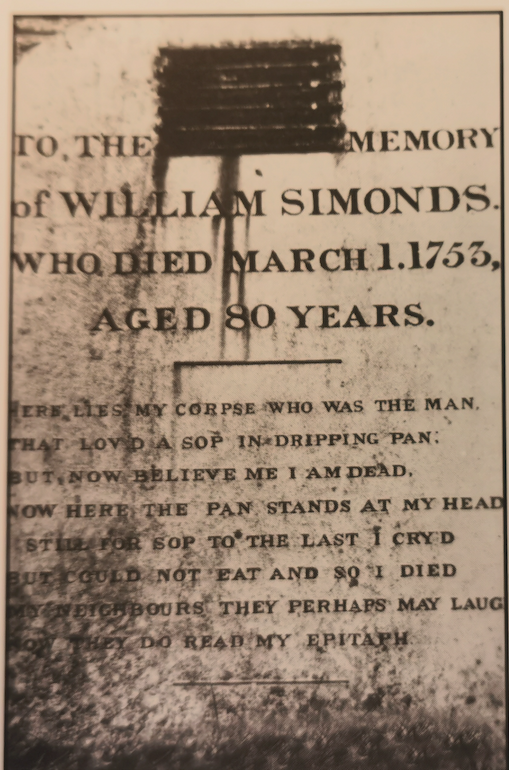 TO, THE MEMORY
of WILLIAM SIMONDS.
WHO DIED MARCH 1.1753,
AGED 80 YEARS.
HERE LIES MY CORPSE WHO WAS THE MAN,
THAT LOV'D A SOP IN DRIPPING PAN;
BUT, NOW BELIEVE ME I AM DEAD,
NOW HERE THE PAN STANDS AT MY HEAD
STILL FOR SOP TO THE LAST I CRY'D
BUT COULD NOT EAT AND SO I DIED
MY NEIGHBOURS THEY PERHAPS MAY LAUG
NOW THEY DO READ MY EPITAPH